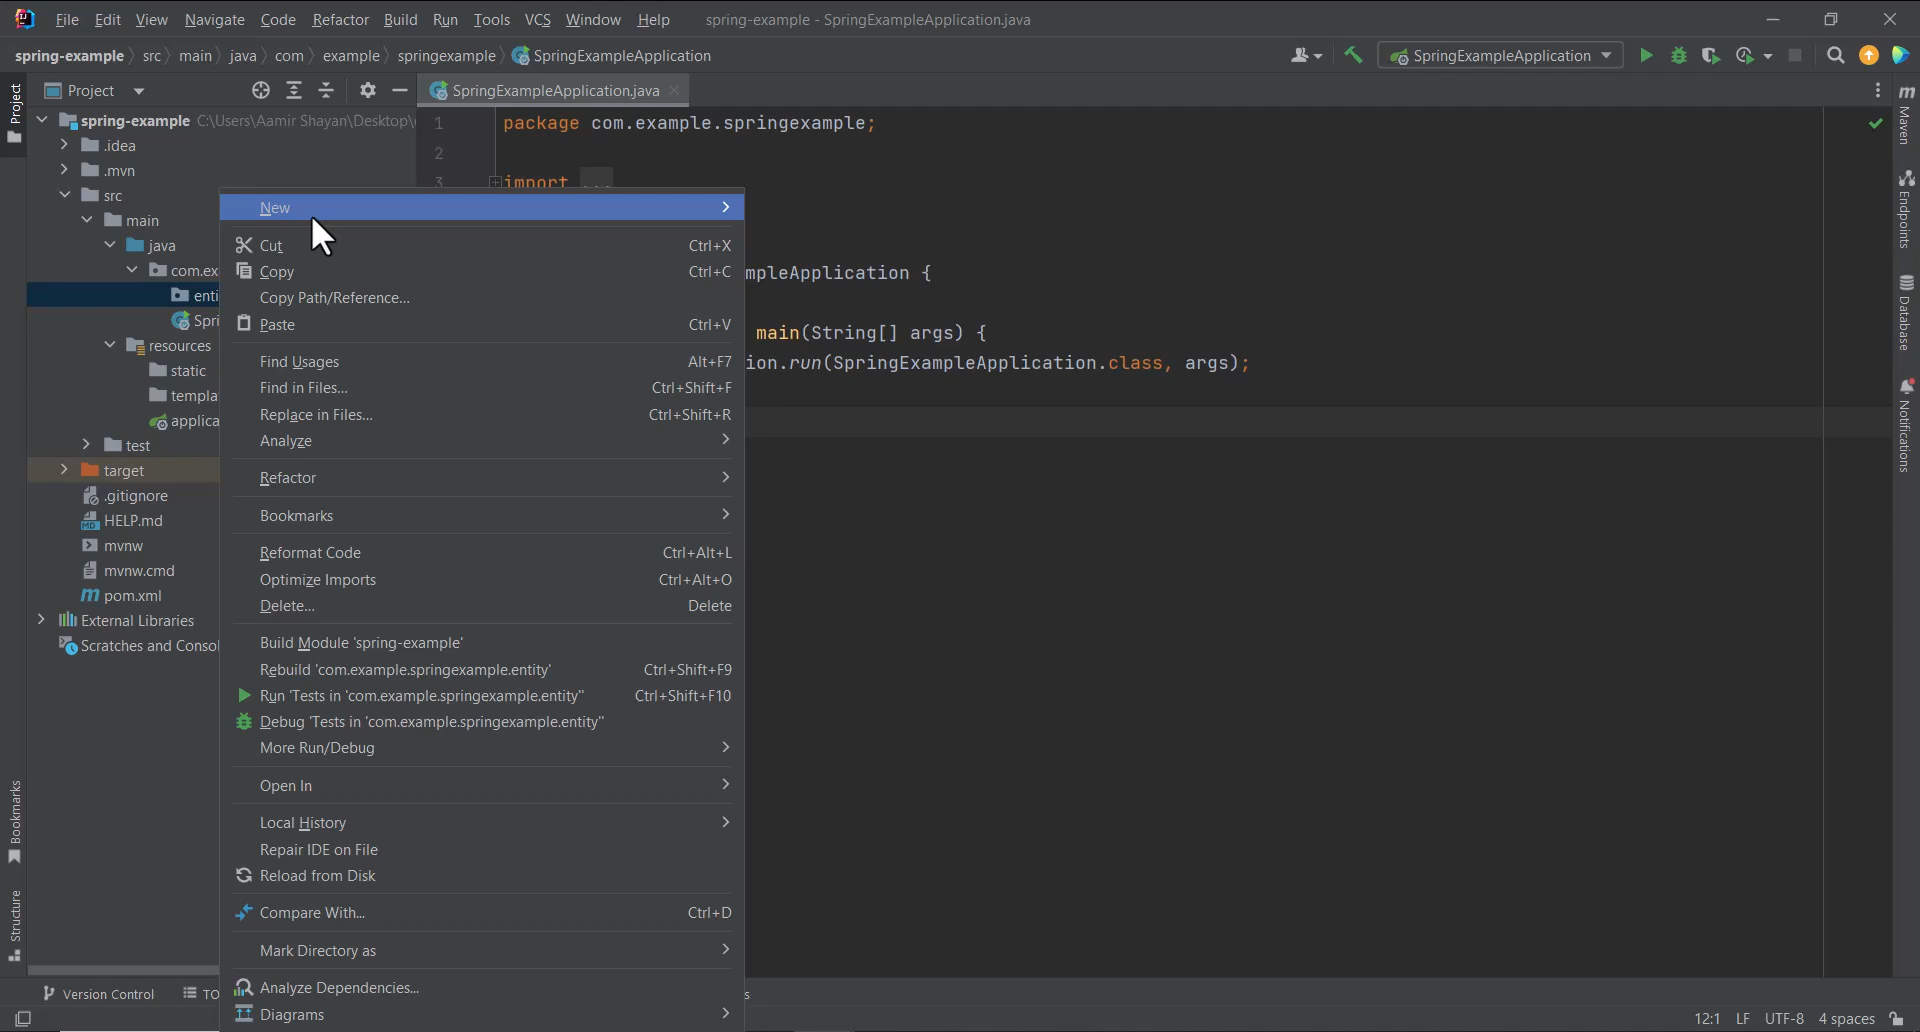 File Edit View Navigate Code Refactor Build Run Tools VCS Window Help spring-example - SpringExampleApplication.java
spring-example src main java com example springexample SpringExampleApplication SpringExampleApplication
Project SpringExampleApplication.java
spring-example C:\Users\Aamir Shayan\Desktop\
.idea
.mvn
src
main
java
com.ex
enti
Spri
resources
static
templa
applica
test
target
.gitignore
HELP.md
mvnw
mvnw.cmd
pom.xml
External Libraries
Scratches and Consol
New
Cut Ctrl+X
Copy Ctrl+C
Copy Path/Reference...
Paste Ctrl+V
Find Usages Alt+F7
Find in Files... Ctrl+Shift+F
Replace in Files... Ctrl+Shift+R
Analyze
Refactor
Bookmarks
Reformat Code Ctrl+Alt+L
Optimize Imports Ctrl+Alt+O
Delete... Delete
Build Module 'spring-example'
Rebuild 'com.example.springexample.entity' Ctrl+Shift+F9
Run 'Tests in 'com.example.springexample.entity'' Ctrl+Shift+F10
Debug 'Tests in 'com.example.springexample.entity''
More Run/Debug
Open In
Local History
Repair IDE on File
Reload from Disk
Compare With... Ctrl+D
Mark Directory as
Analyze Dependencies...
Diagrams
1 package com.example.springexample;
2
3 import ...
mpleApplication {
main(String[] args) {
ion.run(SpringExampleApplication.class, args);
Project
Bookmarks
Structure
Maven
Endpoints
Database
Notifications
Version Control TO s
12:1 LF UTF-8 4 spaces